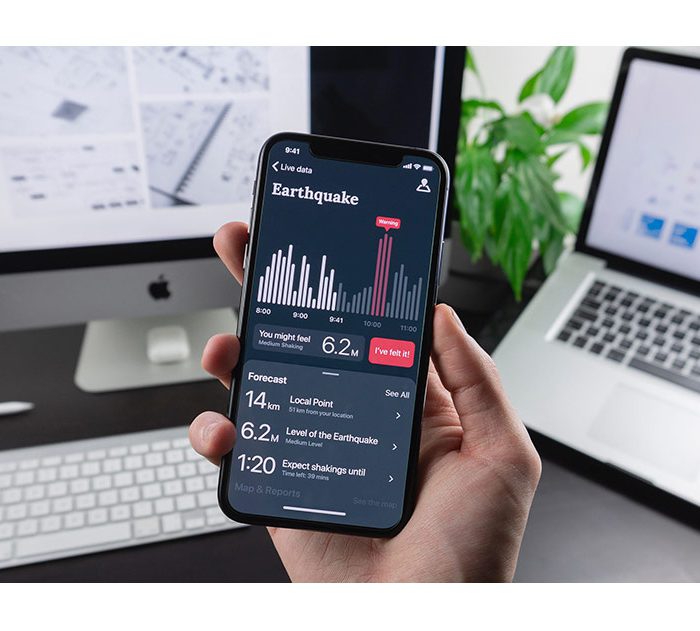 9:41
Live data
Earthquake
Warning
8:00 9:00 9:41 10:00 11:00
You might feel
Medium Shaking
6.2M
I've felt it!
Forecast
See All
14km
Local Point
51 km from your location
6.2M
Level of the Earthquake
Medium Level
1:20
Expect shakings until
Time left: 39 mins
Map & Reports
See the map